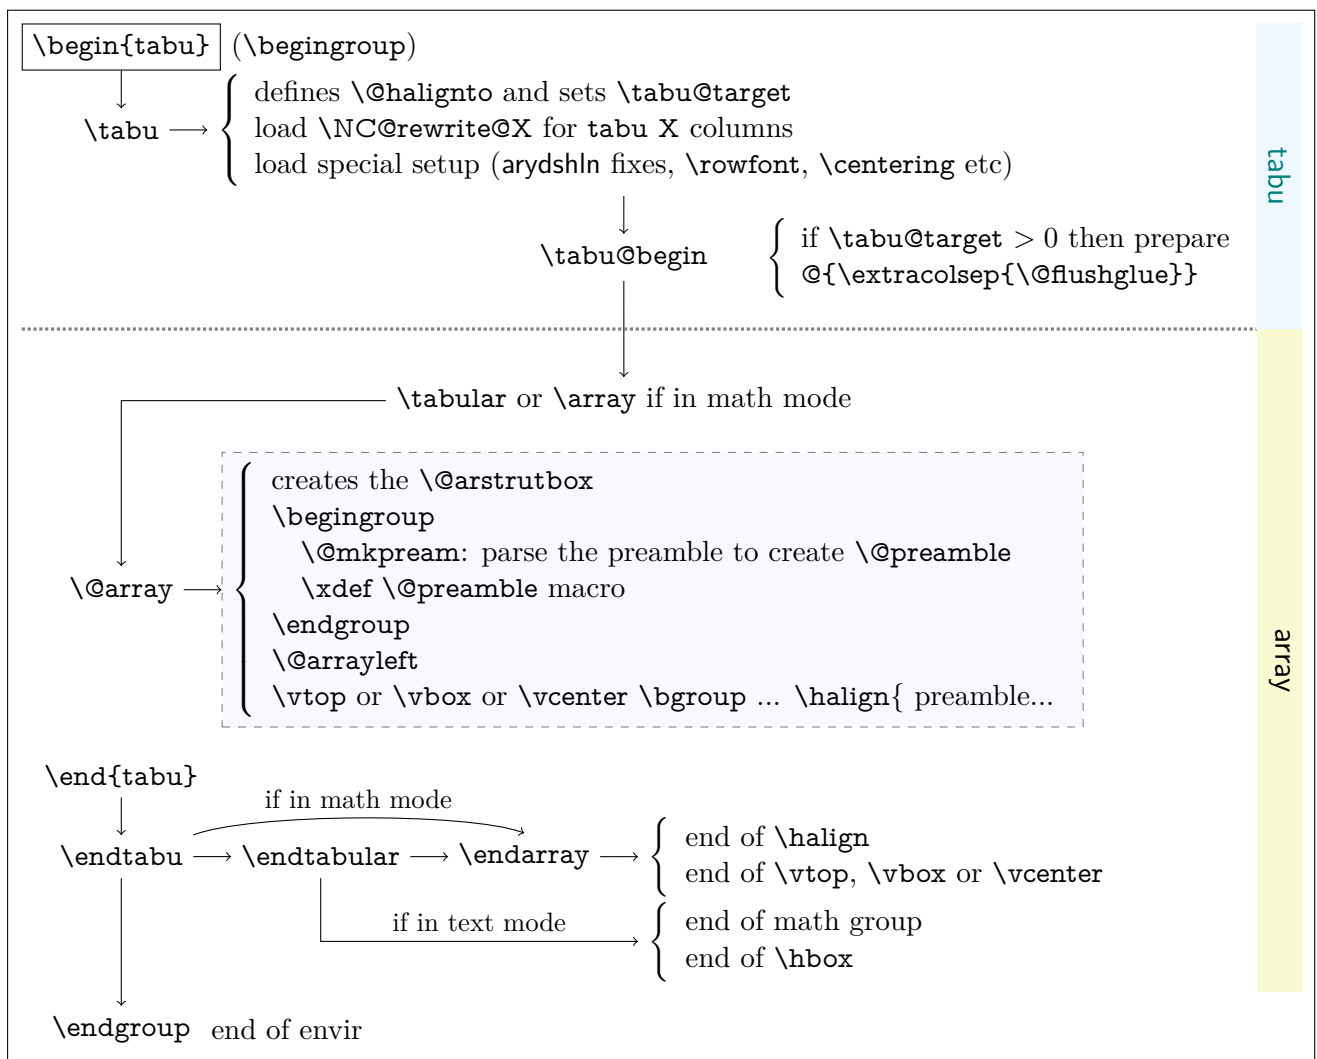 \begin{tabu} (\begingroup)
defines \@halignto and sets \tabu@target
\tabu
load \NC@rewrite@X for tabu X columns
load special setup (arydshln fixes, \rowfont, \centering etc)
tabu
\tabu@begin
if \tabu@target > 0 then prepare
@{\extracolsep{\@flushglue}}
\tabular or \array if in math mode
creates the \@arstrutbox
\begingroup
\@mkpream: parse the preamble to create \@preamble
\@array
\xdef \@preamble macro
\endgroup
\@arrayleft
\vtop or \vbox or \vcenter \bgroup ... \halign{ preamble...
array
\end{tabu}
if in math mode
\endtabu
\endtabular
\endarray
end of \halign
end of \vtop, \vbox or \vcenter
if in text mode
end of math group
end of \hbox
\endgroup end of envir